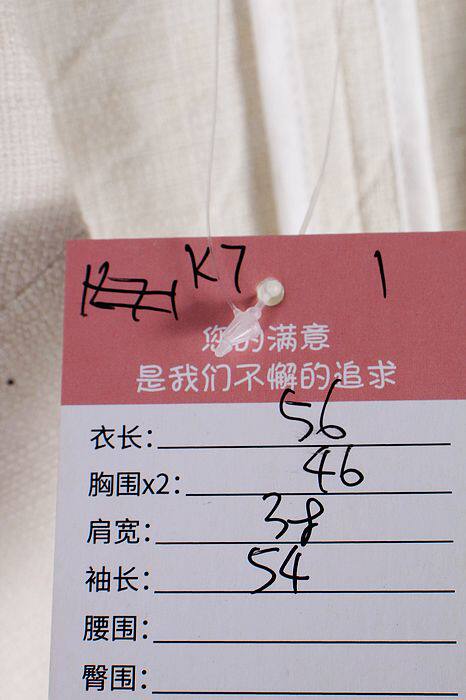 K7 1
您的满意
是我们不懈的追求
衣长：56
胸围x2：46
肩宽：38
袖长：54
腰围：
臀围：